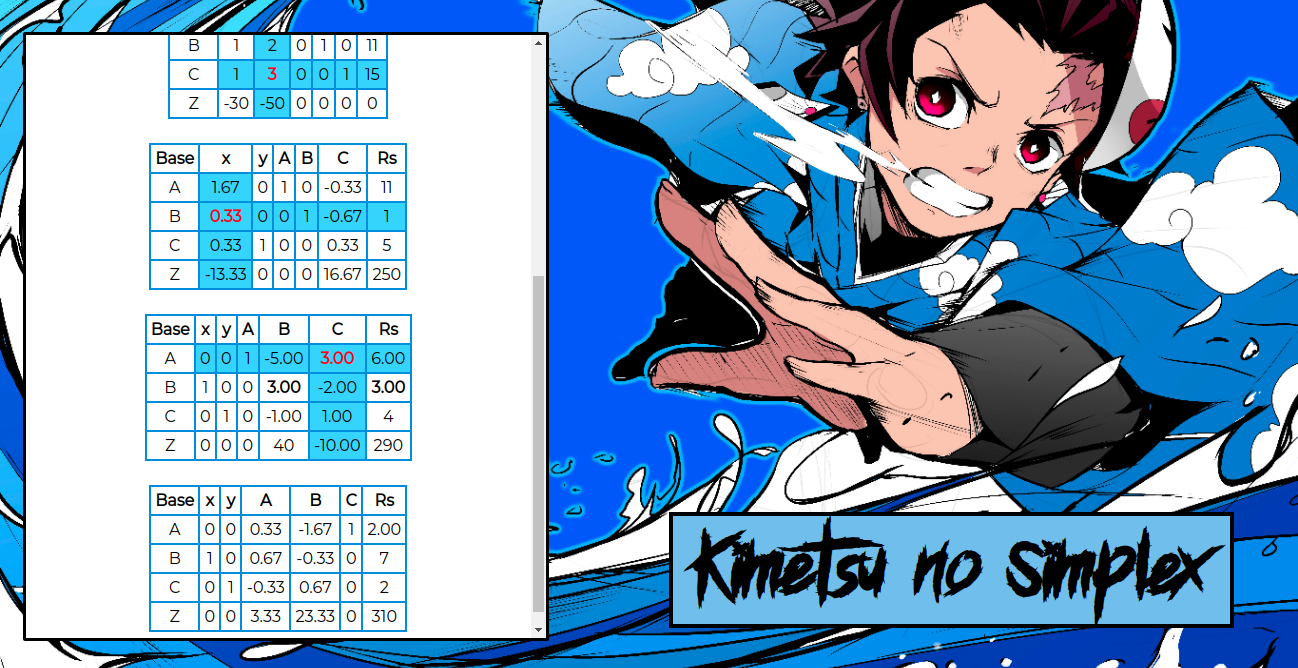 B 1 2 0 1 0 11
C 1 3 0 0 1 15
Z -30 -50 0 0 0 0
Base x y A B C Rs
A 1.67 0 1 0 -0.33 11
B 0.33 0 0 1 -0.67 1
C 0.33 1 0 0 0.33 5
Z -13.33 0 0 0 16.67 250
Base x y A B C Rs
A 0 0 1 -5.00 3.00 6.00
B 1 0 0 3.00 -2.00 3.00
C 0 1 0 -1.00 1.00 4
Z 0 0 0 40 -10.00 290
Base x y A B C Rs
A 0 0 0.33 -1.67 1 2.00
B 1 0 0.67 -0.33 0 7
C 0 1 -0.33 0.67 0 2
Z 0 0 3.33 23.33 0 310
Kimetsu no simplex